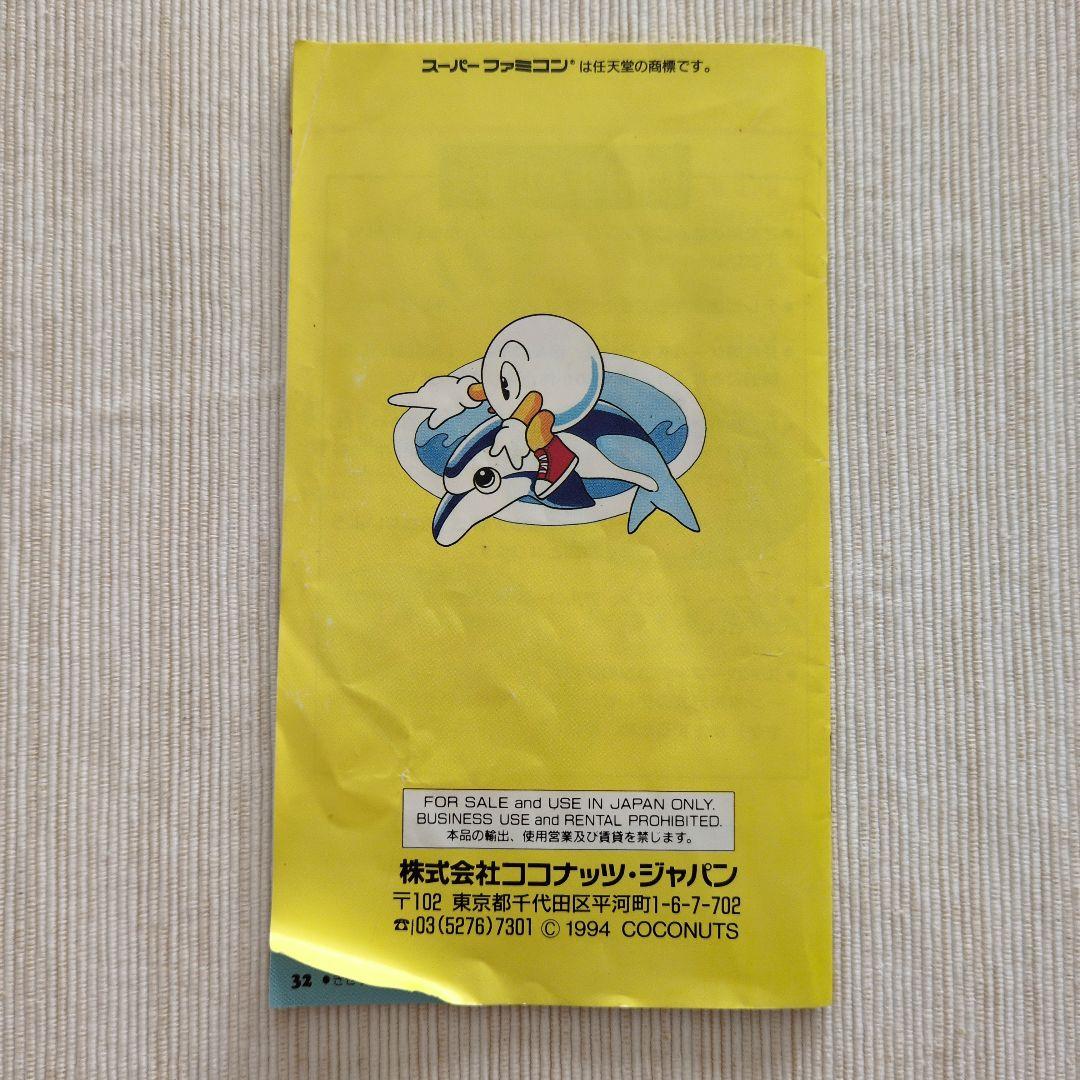 スーパーファミコン®は任天堂の商標です。
FOR SALE and USE IN JAPAN ONLY.
BUSINESS USE and RENTAL PROHIBITED.
本品の輸出、使用営業及び賃貸を禁じます。
株式会社ココナッツ・ジャパン
〒102 東京都千代田区平河町1-6-7-702
☎03(5276)7301 © 1994 COCONUTS
32 ●